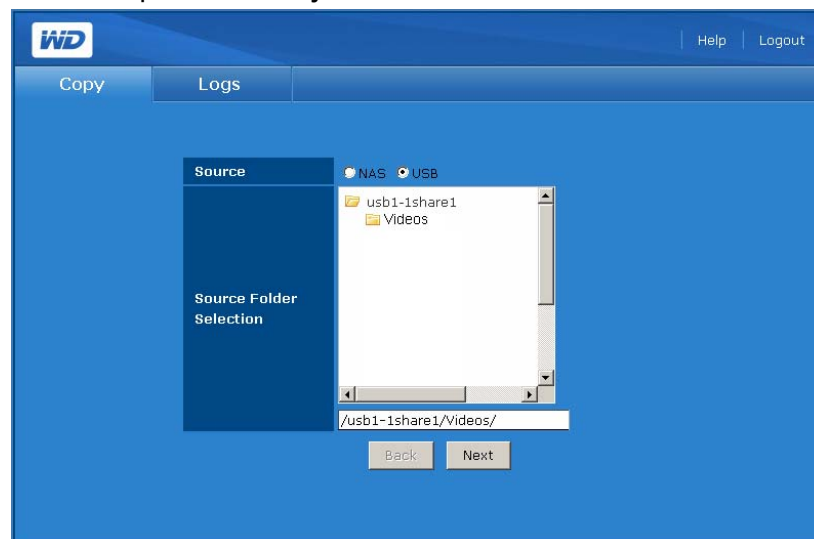 WD
Help | Logout
Copy
Logs
Source
NAS USB
usb1-1share1
Videos
Source Folder
Selection
/usb1-1share1/Videos/
Back
Next